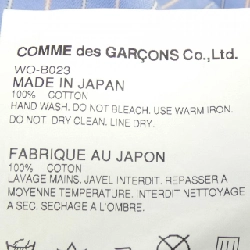 COMME des GARÇONS Co.,Ltd.
WO-B023
MADE IN JAPAN
100% COTTON
HAND WASH. DO NOT BLEACH. USE WARM IRON.
DO NOT DRY CLEAN. LINE DRY.
FABRIQUE AU JAPON
100% COTON
LAVAGE MAINS. JAVEL INTERDIT. REPASSER A
MOYENNE TEMPERATURE. INTERDIT NETTOYAGE
A SEC. SECHAGE A L'OMBRE.